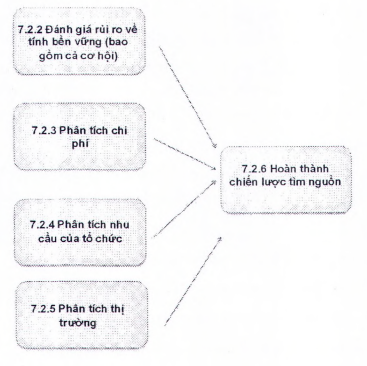 7.2.2 Đánh giá rủi ro về
tính bền vững (bao
gồm cả cơ hội)
7.2.3 Phân tích chi
phí
7.2.6 Hoàn thành
chiến lược tìm nguồn
7.2.4 Phân tích nhu
cầu của tổ chức
7.2.5 Phân tích thị
trường